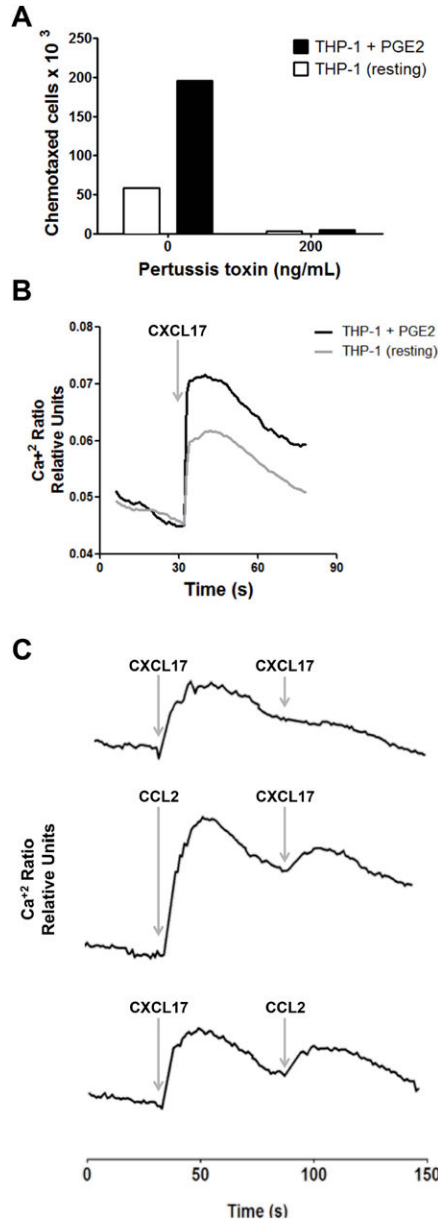 A
THP-1 + PGE2
THP-1 (resting)
Chemotaxed cells x 10³
250
200
150
100
50
0
0
200
Pertussis toxin (ng/mL)
B
CXCL17
THP-1 + PGE2
THP-1 (resting)
Ca+² Ratio
Relative Units
0.08
0.07
0.06
0.05
0.04
0
30
60
90
Time (s)
C
CXCL17
CXCL17
CCL2
CXCL17
Ca⁺² Ratio
Relative Units
CXCL17
CCL2
0
50
100
150
Time (s)